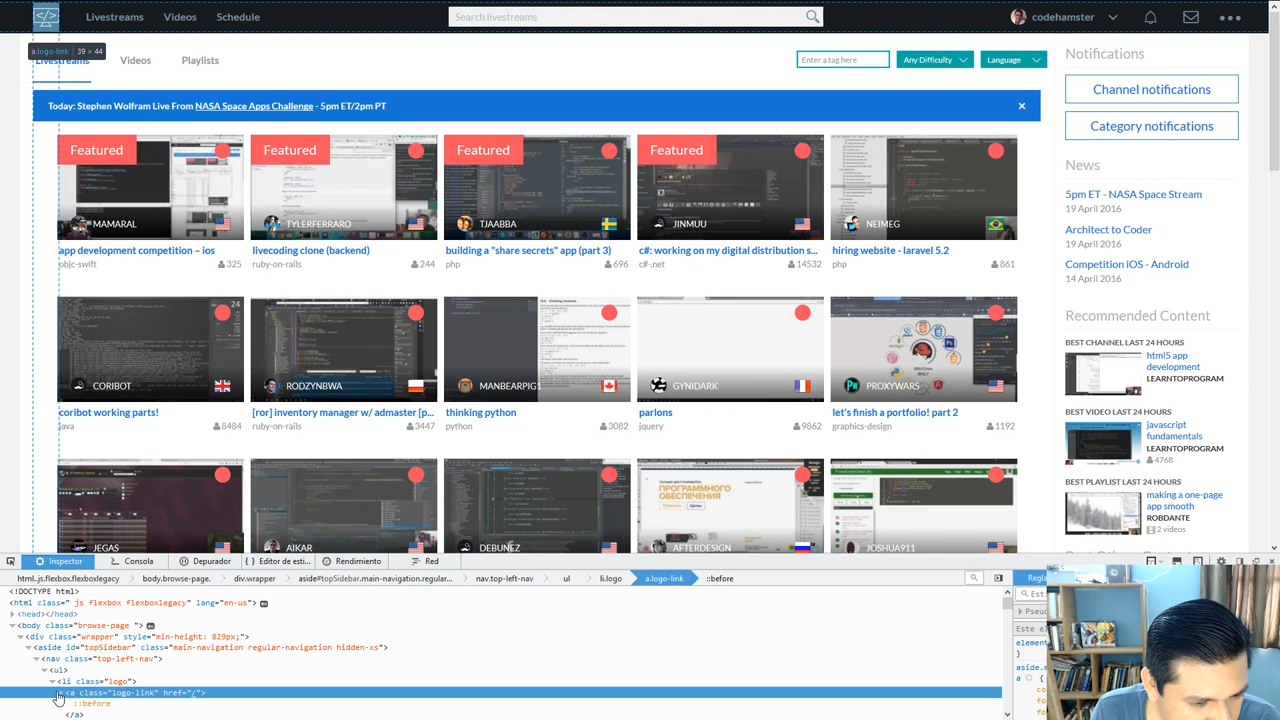 Livestreams Videos Schedule
Search livestreams
codehamster
a.logo-link | 39 × 44
Livestreams Videos Playlists
Enter a tag here
Any Difficulty
Language
Today: Stephen Wolfram Live From NASA Space Apps Challenge - 5pm ET/2pm PT
Featured Featured Featured Featured
MAMARAL TYLERFERRARO TJAABBA JINMUU NEIMEG
app development competition – ios
objc-swift 325
livecoding clone (backend)
ruby-on-rails 244
building a "share secrets" app (part 3)
php 696
c#: working on my digital distribution s...
c#-.net 14532
hiring website - laravel 5.2
php 861
CORIBOT RODZYNBWA MANBEARPIG GYNIDARK PROXYWARS
coribot working parts!
java 8484
[ror] inventory manager w/ admaster [p...
ruby-on-rails 3447
thinking python
python 3082
parlons
jquery 9862
let's finish a portfolio! part 2
graphics-design 1192
ПРОГРАММНОГО
ОБЕСПЕЧЕНИЯ
JEGAS AIKAR DEBUNEZ AFTERDESIGN JOSHUA911
Notifications
Channel notifications
Category notifications
News
5pm ET - NASA Space Stream
19 April 2016
Architect to Coder
19 April 2016
Competition iOS - Android
14 April 2016
Recommended Content
BEST CHANNEL LAST 24 HOURS
html5 app
development
LEARNTOPROGRAM
BEST VIDEO LAST 24 HOURS
javascript
fundamentals
LEARNTOPROGRAM
4768
BEST PLAYLIST LAST 24 HOURS
making a one-page
app smooth
ROBDANTE
2 videos
Inspector Consola Depurador Editor de esti... Rendimiento Red
html.js.flexbox.flexboxlegacy body.browse-page. div.wrapper aside#topSidebar.main-navigation.regular... nav.top-left-nav ul li.logo a.logo-link ::before
<!DOCTYPE html>
<html class=" js flexbox flexboxlegacy" lang="en-us"> ev
<head></head>
<body class="browse-page "> ev
<div class="wrapper" style="min-height: 829px;">
<aside id="topSidebar" class="main-navigation regular-navigation hidden-xs">
<nav class="top-left-nav">
<ul>
<li class="logo">
<a class="logo-link" href="/">
::before
</a>
Reglas
Pseudo
Este el
element
}
aside.m
a